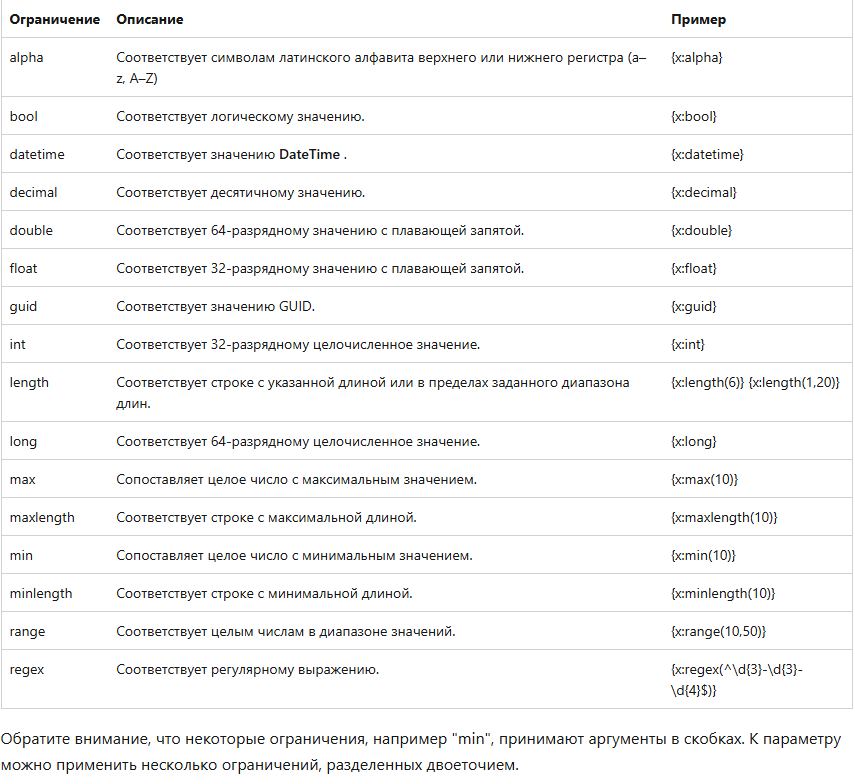 Ограничение Описание Пример
alpha Соответствует символам латинского алфавита верхнего или нижнего регистра (a– {x:alpha}
z, A–Z)
bool Соответствует логическому значению. {x:bool}
datetime Соответствует значению DateTime . {x:datetime}
decimal Соответствует десятичному значению. {x:decimal}
double Соответствует 64-разрядному значению с плавающей запятой. {x:double}
float Соответствует 32-разрядному значению с плавающей запятой. {x:float}
guid Соответствует значению GUID. {x:guid}
int Соответствует 32-разрядному целочисленное значение. {x:int}
length Соответствует строке с указанной длиной или в пределах заданного диапазона {x:length(6)} {x:length(1,20)}
длин.
long Соответствует 64-разрядному целочисленное значение. {x:long}
max Сопоставляет целое число с максимальным значением. {x:max(10)}
maxlength Соответствует строке с максимальной длиной. {x:maxlength(10)}
min Сопоставляет целое число с минимальным значением. {x:min(10)}
minlength Соответствует строке с минимальной длиной. {x:minlength(10)}
range Соответствует целым числам в диапазоне значений. {x:range(10,50)}
regex Соответствует регулярному выражению. {x:regex(^\d{3}-\d{3}-
\d{4}$)}
Обратите внимание, что некоторые ограничения, например "min", принимают аргументы в скобках. К параметру
можно применить несколько ограничений, разделенных двоеточием.